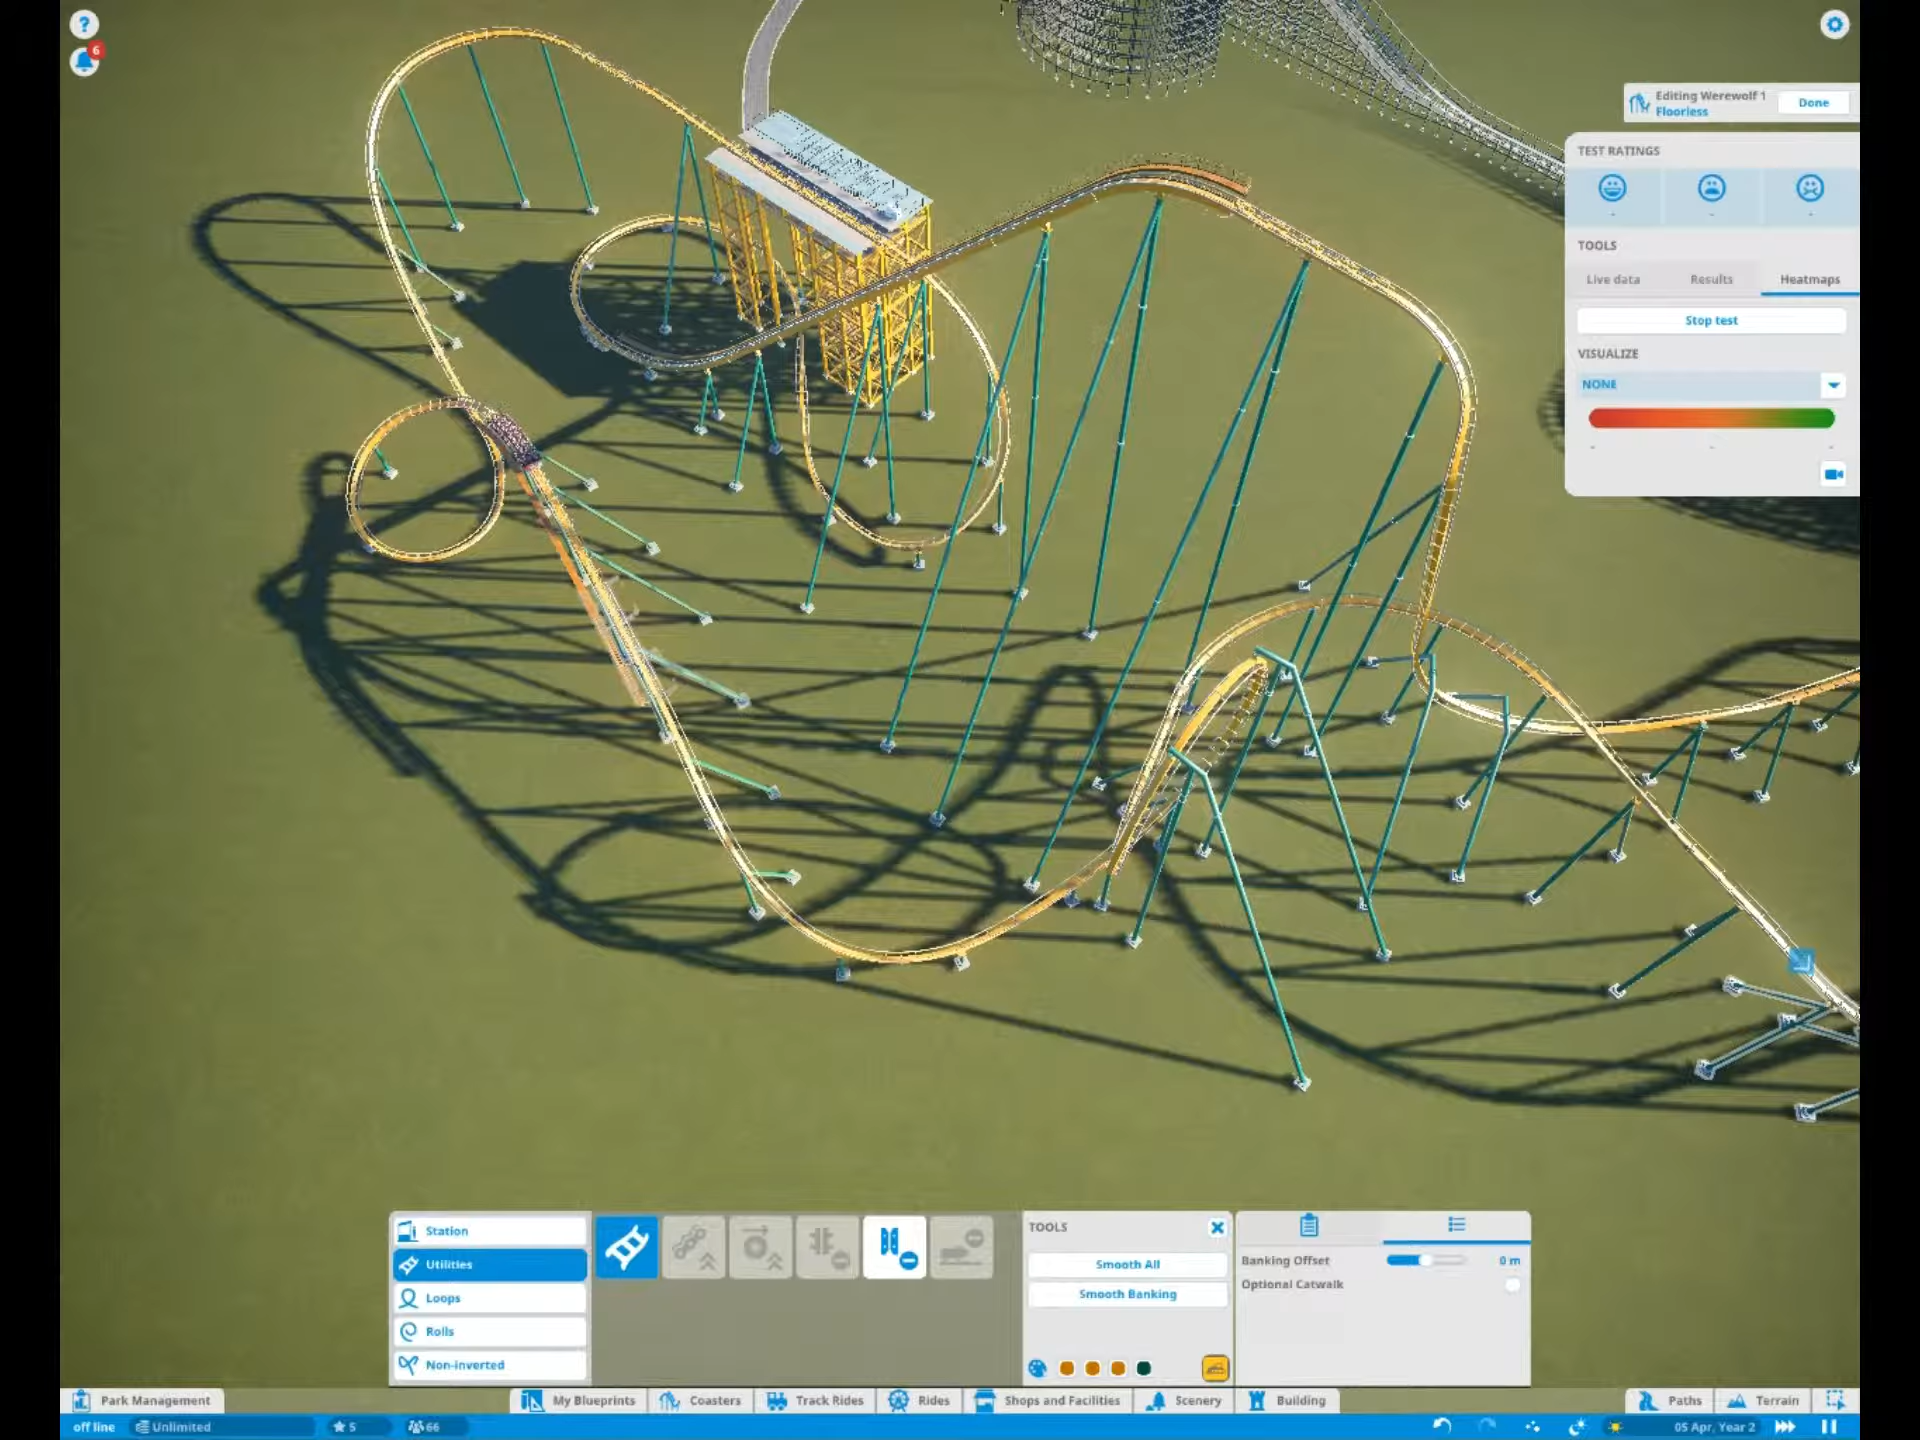 ?
6
Editing Werewolf 1
Floorless
Done
TEST RATINGS
- - -
TOOLS
Live data
Results
Heatmaps
Stop test
VISUALIZE
NONE
- - -
Station
Utilities
Loops
Rolls
Non-inverted
TOOLS
Smooth All
Smooth Banking
Banking Offset
0 m
Optional Catwalk
Park Management
My Blueprints
Coasters
Track Rides
Rides
Shops and Facilities
Scenery
Building
Paths
Terrain
off line
Unlimited
5
66
05 Apr, Year 2